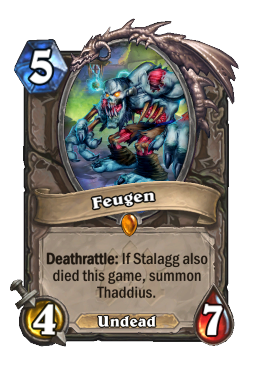 5
Feugen
Deathrattle: If Stalagg also
died this game, summon
Thaddius.
4
Undead
7